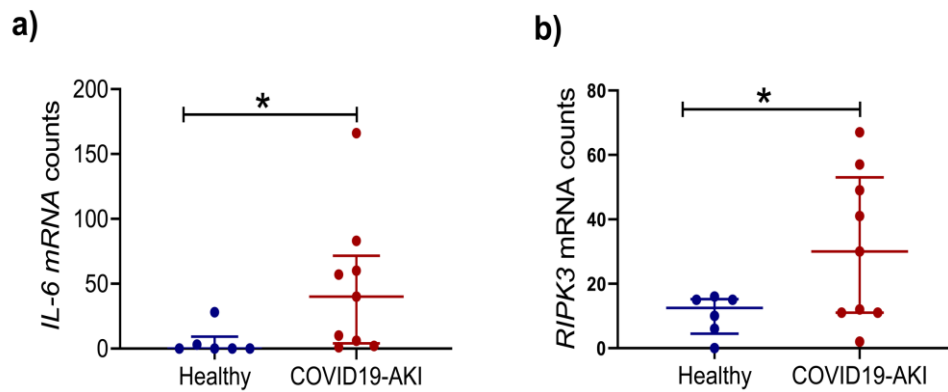 a)
IL-6 mRNA counts
200
150
100
50
0
*
Healthy
COVID19-AKI
b)
RIPK3 mRNA counts
80
60
40
20
0
*
Healthy
COVID19-AKI